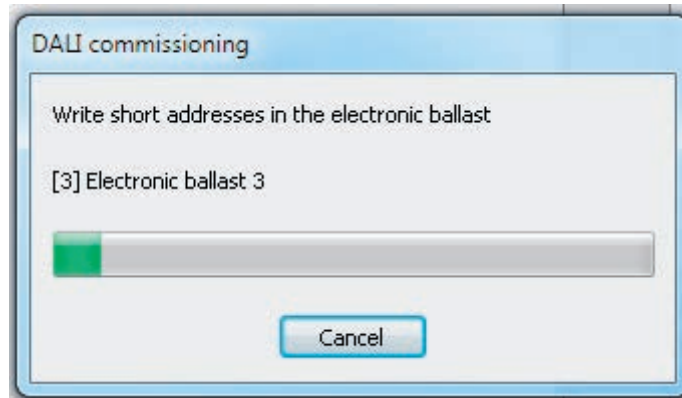 DALI commissioning
Write short addresses in the electronic ballast
[3] Electronic ballast 3
Cancel